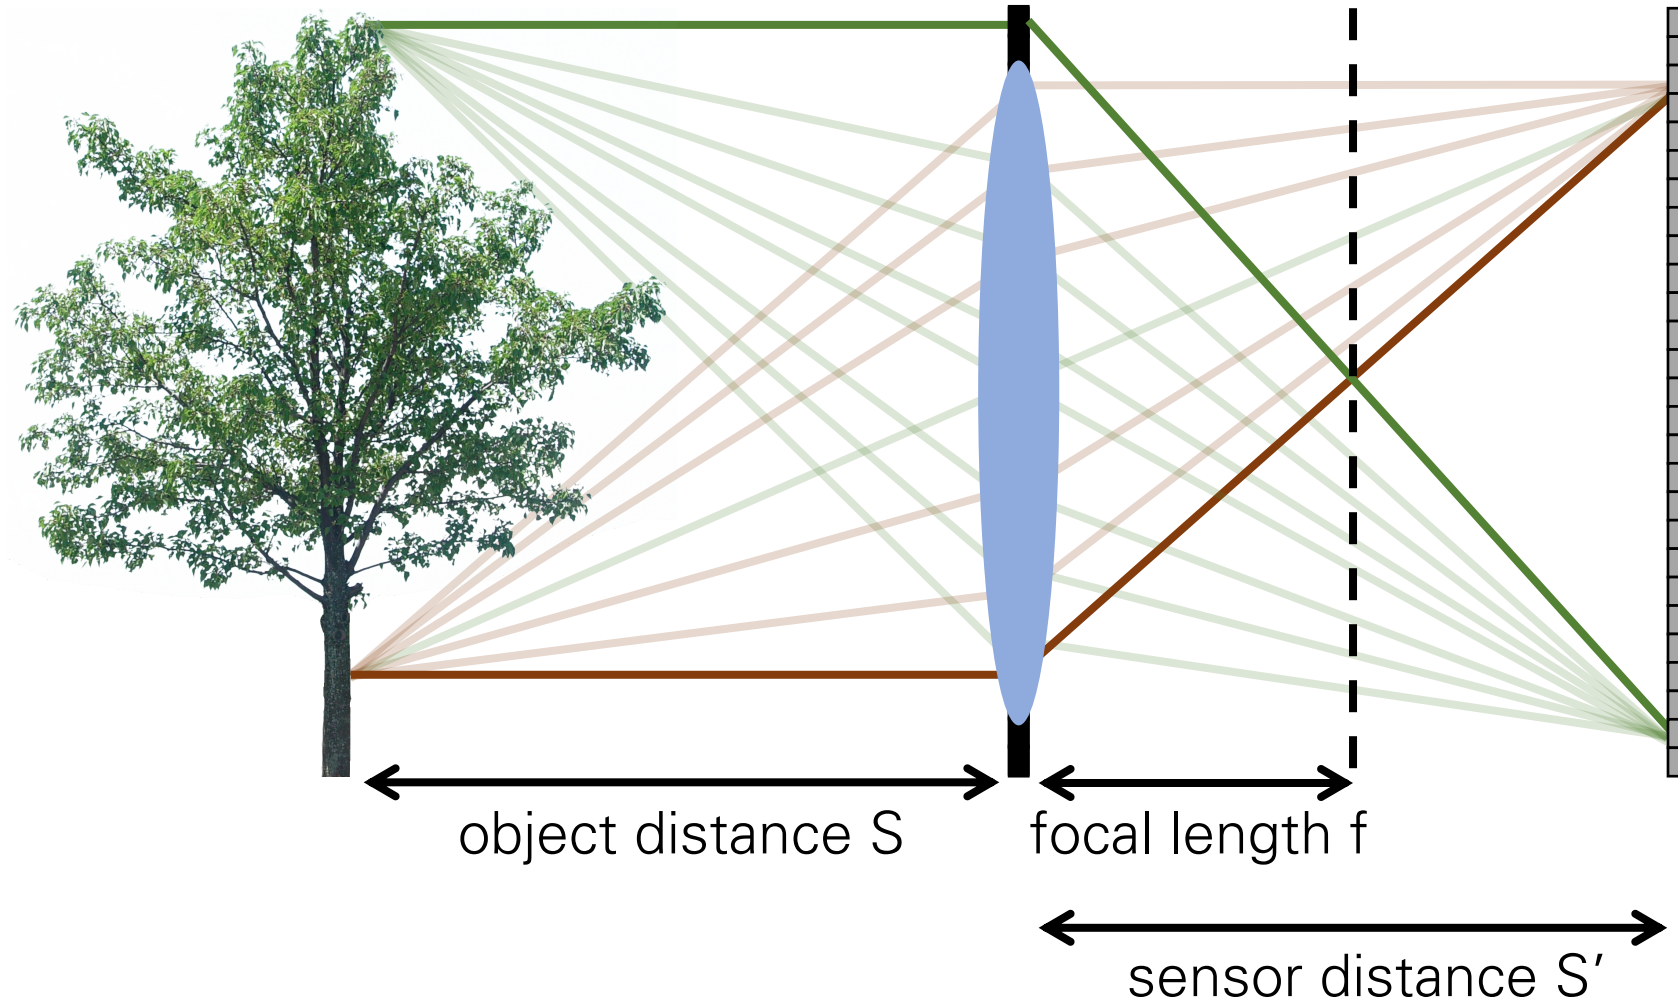 object distance S
focal length f
sensor distance S’